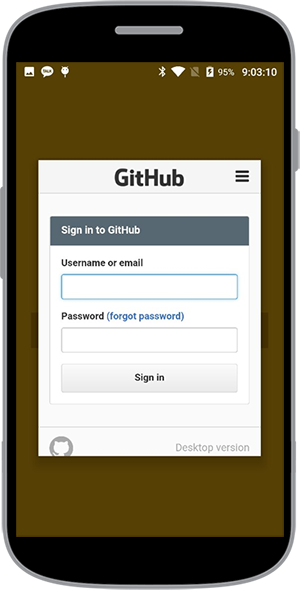 TALK
95% 9:03:10
GitHub
Sign in to GitHub
Username or email
Password (forgot password)
Sign in
Desktop version